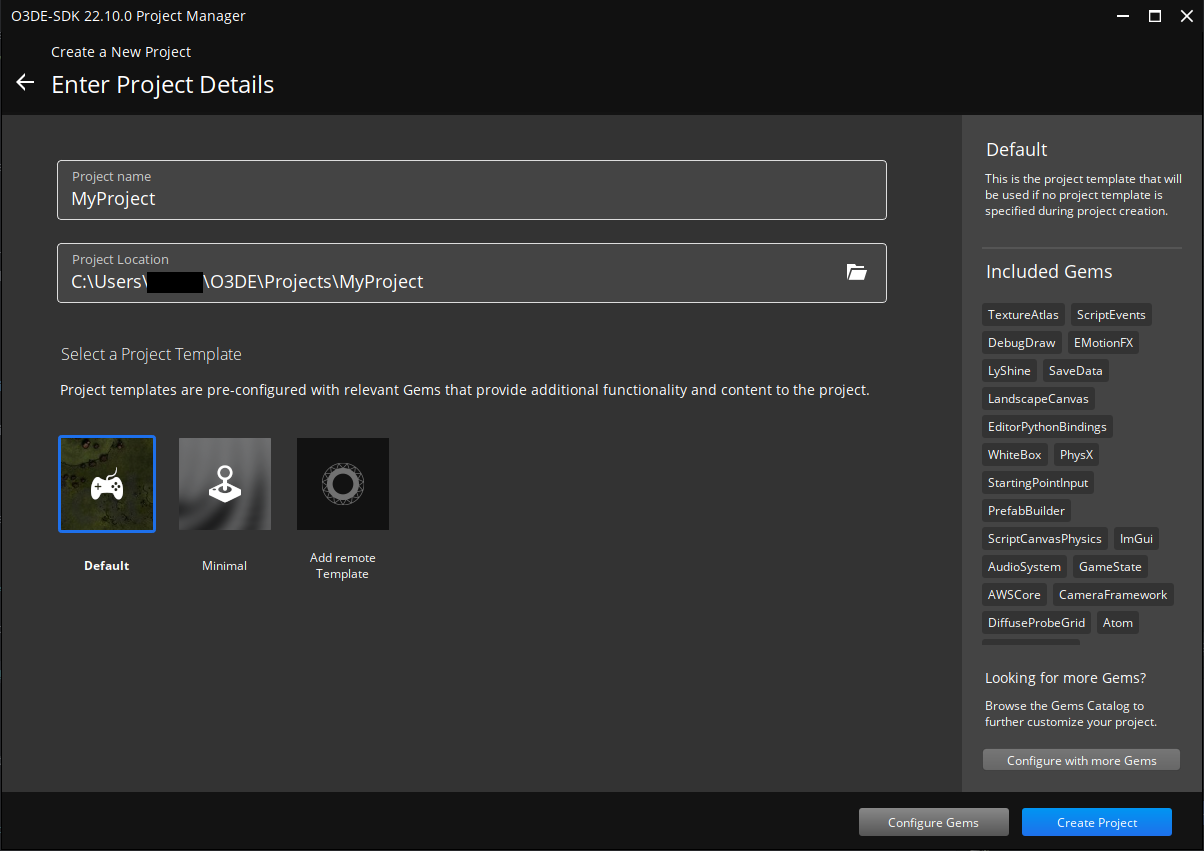 O3DE-SDK 22.10.0 Project Manager
Create a New Project
Enter Project Details
Project name
MyProject
Project Location
C:\Users\ \O3DE\Projects\MyProject
Select a Project Template
Project templates are pre-configured with relevant Gems that provide additional functionality and content to the project.
Default
Minimal
Add remote
Template
Default
This is the project template that will
be used if no project template is
specified during project creation.
Included Gems
TextureAtlas ScriptEvents
DebugDraw EMotionFX
LyShine SaveData
LandscapeCanvas
EditorPythonBindings
WhiteBox PhysX
StartingPointInput
PrefabBuilder
ScriptCanvasPhysics ImGui
AudioSystem GameState
AWSCore CameraFramework
DiffuseProbeGrid Atom
Looking for more Gems?
Browse the Gems Catalog to
further customize your project.
Configure with more Gems
Configure Gems Create Project